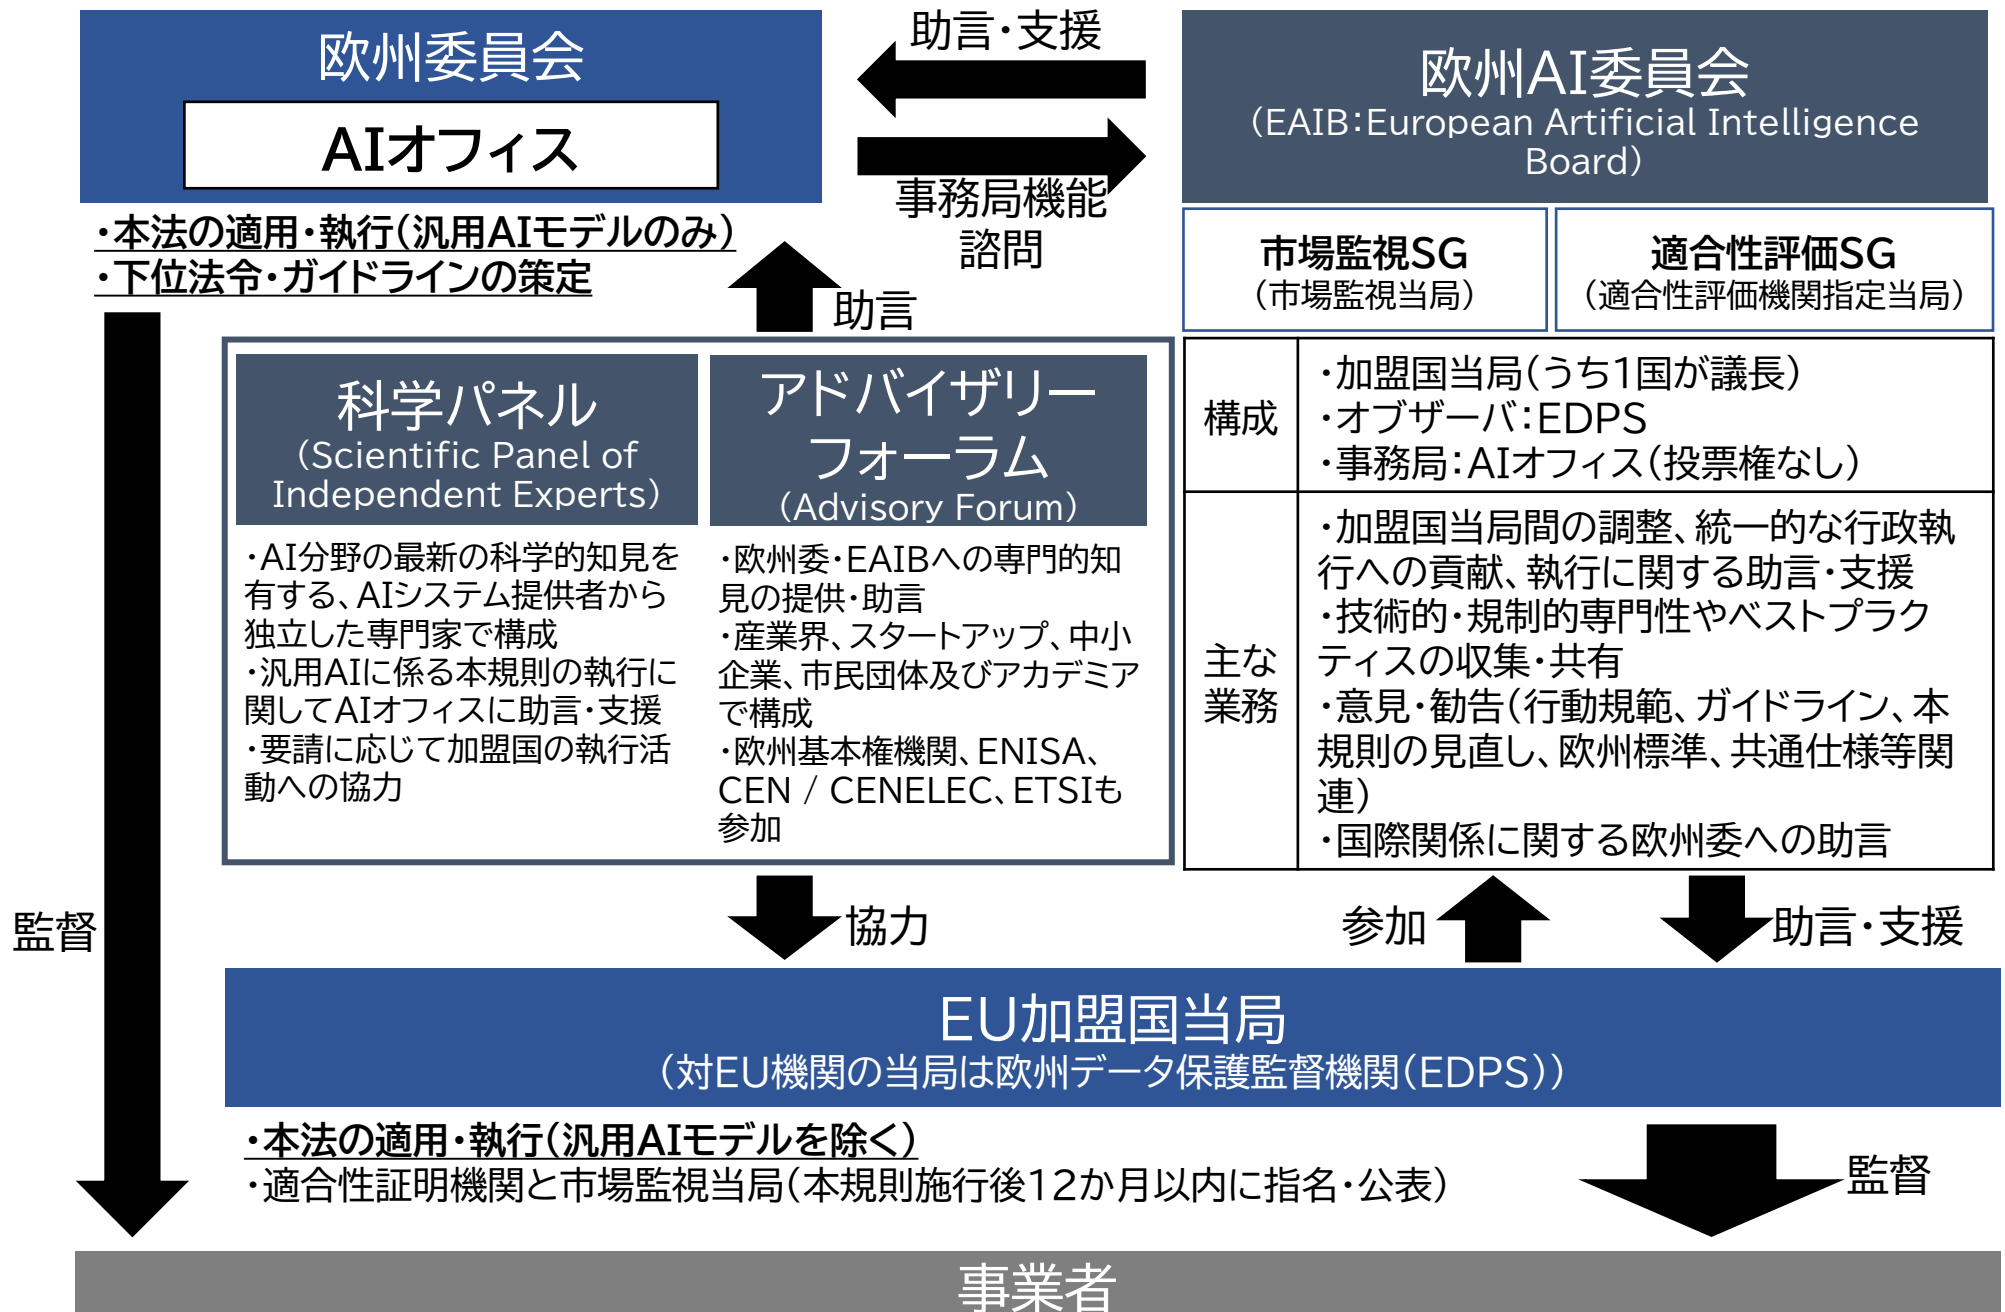 欧州委員会
AIオフィス
・本法の適用・執行（汎用AIモデルのみ）
・下位法令・ガイドラインの策定
助言・支援
事務局機能
諮問
欧州AI委員会
（EAIB：European Artificial Intelligence
Board）
市場監視SG
（市場監視当局）
適合性評価SG
（適合性評価機関指定当局）
助言
科学パネル
（Scientific Panel of
Independent Experts）
・AI分野の最新の科学的知見を
有する、AIシステム提供者から
独立した専門家で構成
・汎用AIに係る本規則の執行に
関してAIオフィスに助言・支援
・要請に応じて加盟国の執行活
動への協力
アドバイザリー
フォーラム
（Advisory Forum）
・欧州委・EAIBへの専門的知
見の提供・助言
・産業界、スタートアップ、中小
企業、市民団体及びアカデミア
で構成
・欧州基本権機関、ENISA、
CEN / CENELEC、ETSIも
参加
構成
・加盟国当局（うち1国が議長）
・オブザーバ：EDPS
・事務局：AIオフィス（投票権なし）
主な
業務
・加盟国当局間の調整、統一的な行政執
行への貢献、執行に関する助言・支援
・技術的・規制的専門性やベストプラク
ティスの収集・共有
・意見・勧告（行動規範、ガイドライン、本
規則の見直し、欧州標準、共通仕様等関
連）
・国際関係に関する欧州委への助言
監督
協力
参加
助言・支援
EU加盟国当局
（対EU機関の当局は欧州データ保護監督機関（EDPS））
・本法の適用・執行（汎用AIモデルを除く）
・適合性証明機関と市場監視当局（本規則施行後12か月以内に指名・公表）
監督
事業者